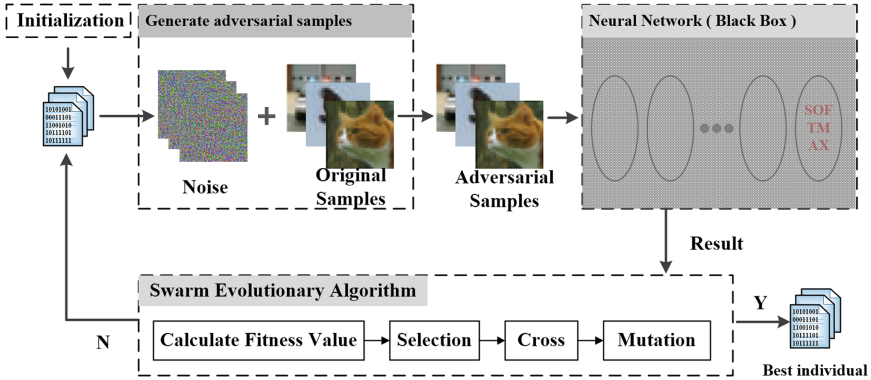 Initialization
Generate adversarial samples
Neural Network ( Black Box )
10101001
00011101
11001010
10111101
10111111
+
SOF
TM
AX
Noise
Original
Samples
Adversarial
Samples
Result
Swarm Evolutionary Algorithm
Y
N
Calculate Fitness Value
Selection
Cross
Mutation
10101001
00011101
11001010
10111101
10111111
Best individual